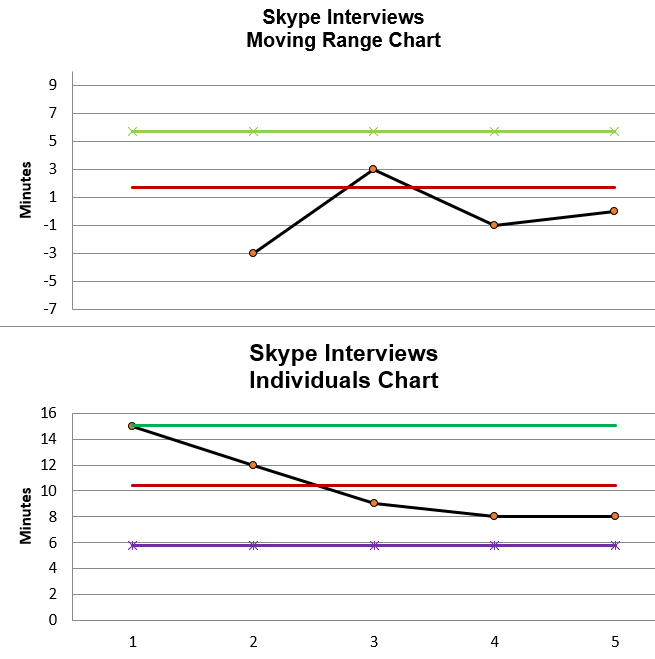 Skype Interviews
Moving Range Chart
Minutes
9
7
5
3
1
-1
-3
-5
-7
Skype Interviews
Individuals Chart
Minutes
16
14
12
10
8
6
4
2
0
1 2 3 4 5